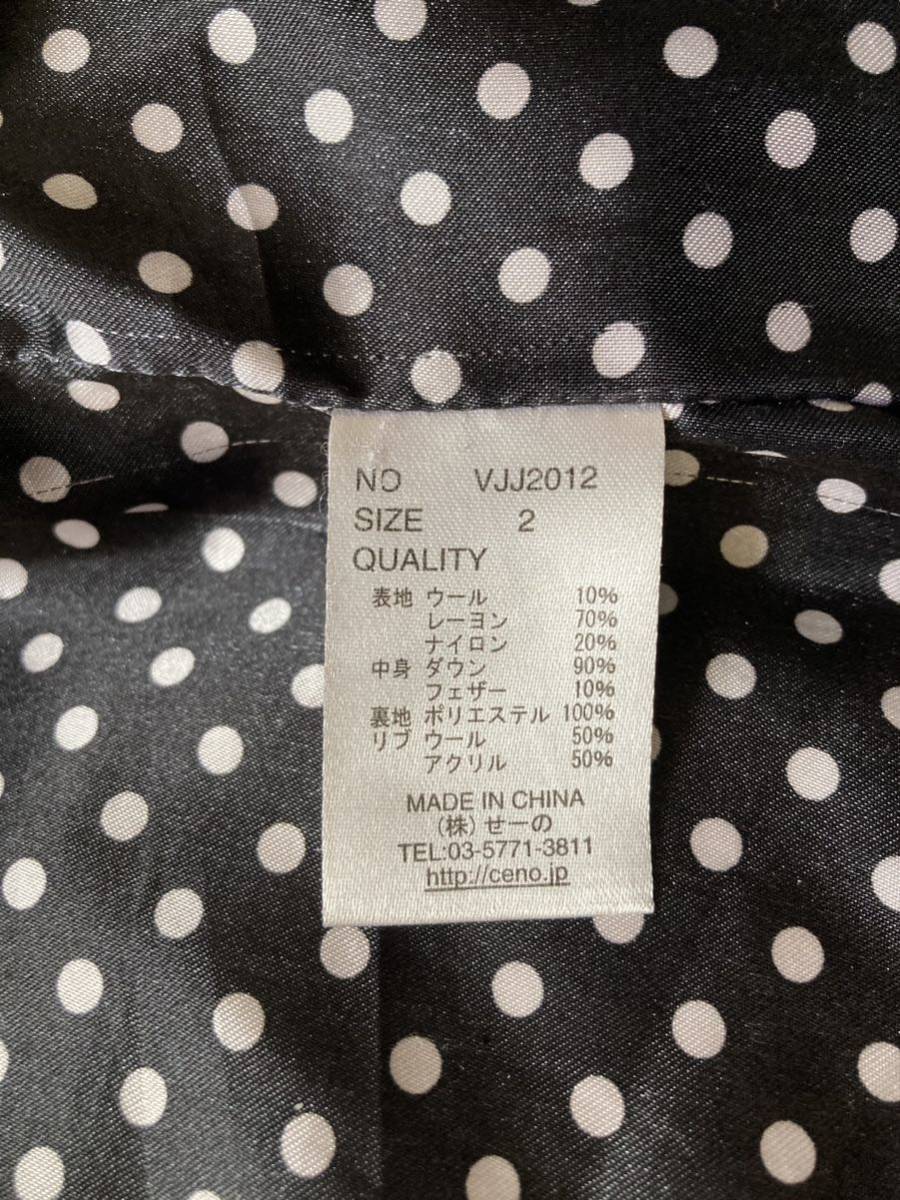 NO VJJ2012
SIZE 2
QUALITY
表地 ウール 10%
レーヨン 70%
ナイロン 20%
中身 ダウン 90%
フェザー 10%
裏地 ポリエステル 100%
リブ ウール 50%
アクリル 50%
MADE IN CHINA
(株)せーの
TEL:03-5771-3811
http://ceno.jp